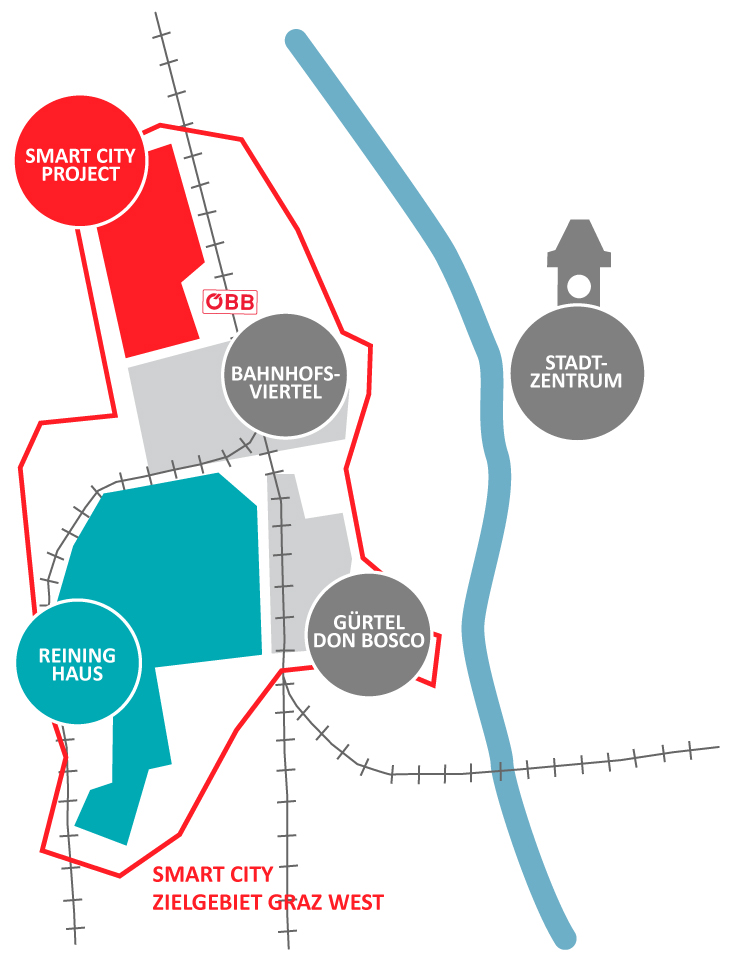 SMART CITY
PROJECT
ÖBB
BAHNHOFS-
VIERTEL
STADT-
ZENTRUM
GÜRTEL
DON BOSCO
REINING
HAUS
SMART CITY
ZIELGEBIET GRAZ WEST